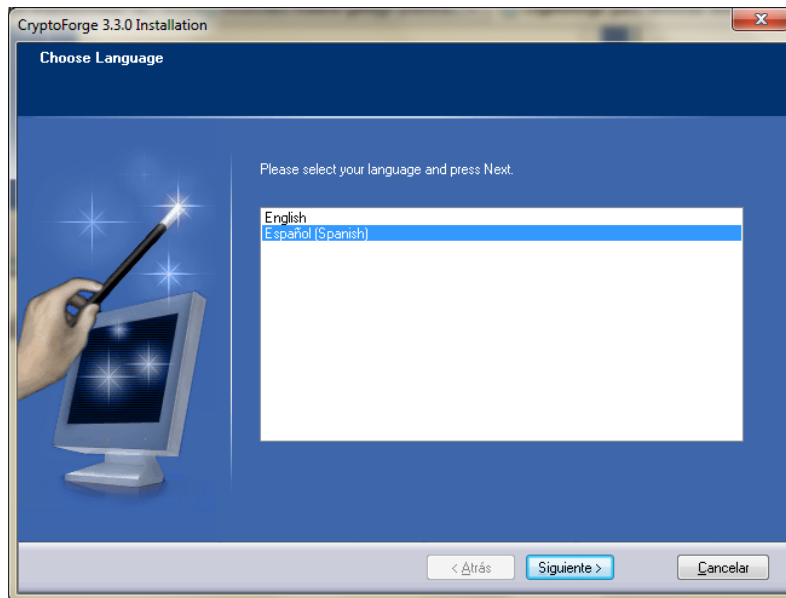 CryptoForge 3.3.0 Installation
Choose Language
Please select your language and press Next.
English
Español (Spanish)
< Atrás
Siguiente >
Cancelar